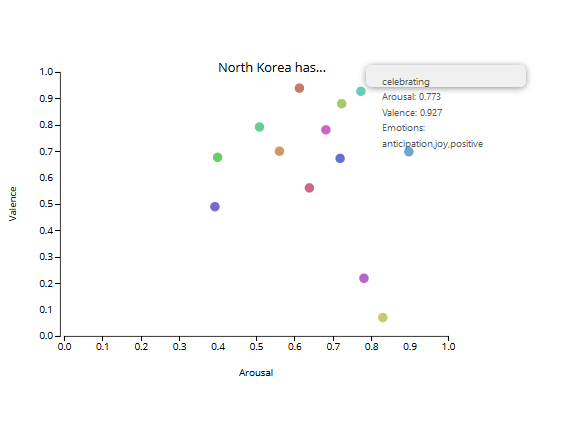 North Korea has...
celebrating
Arousal: 0.773
Valence: 0.927
Emotions:
anticipation,joy,positive
1.0
0.9
0.8
0.7
0.6
0.5
0.4
0.3
0.2
0.1
0.0
Valence
0.0 0.1 0.2 0.3 0.4 0.5 0.6 0.7 0.8 0.9 1.0
Arousal